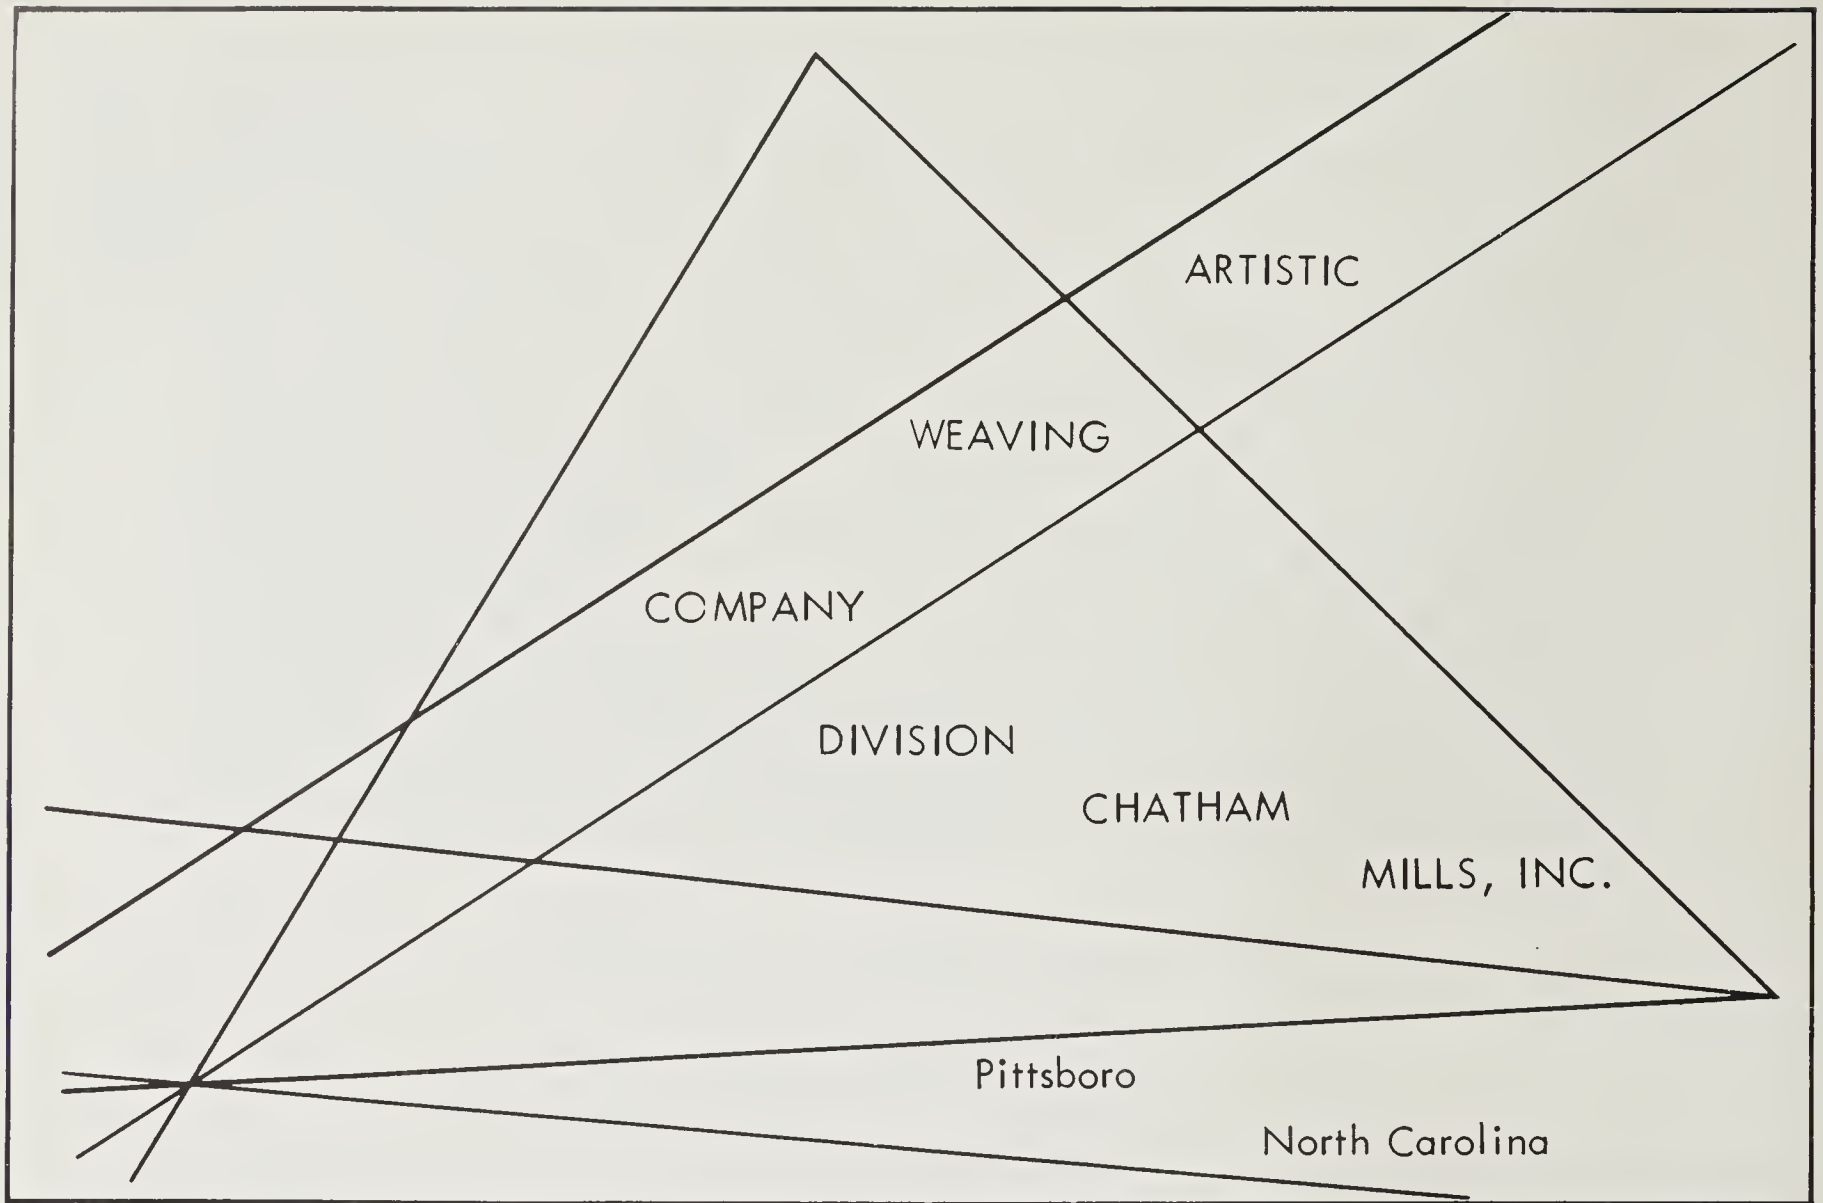 ARTISTIC
WEAVING
COMPANY
DIVISION
CHATHAM
MILLS, INC.
Pittsboro
North Carolina